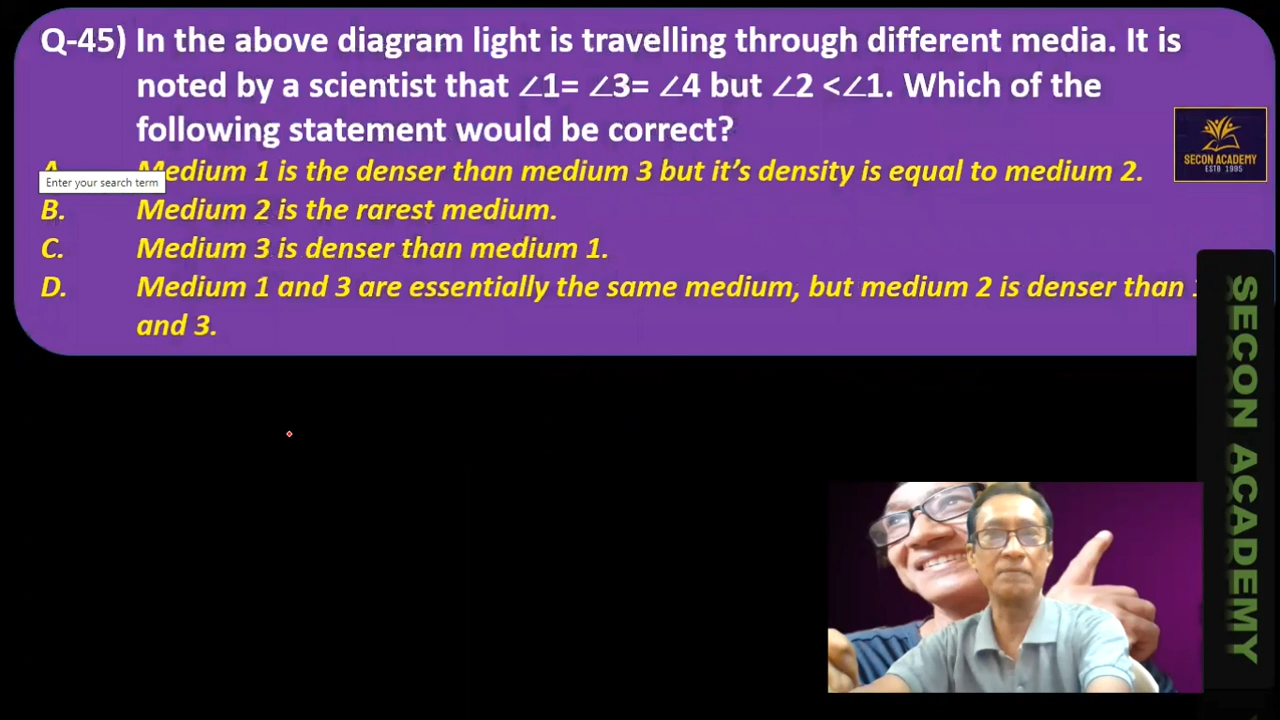 Q-45) In the above diagram light is travelling through different media. It is
noted by a scientist that ∠1= ∠3= ∠4 but ∠2 <∠1. Which of the
following statement would be correct?
Medium 1 is the denser than medium 3 but it's density is equal to medium 2.
Enter your search term
B. Medium 2 is the rarest medium.
C. Medium 3 is denser than medium 1.
D. Medium 1 and 3 are essentially the same medium, but medium 2 is denser than
and 3.
SECON ACADEMY
ESTD 1995
SECON ACADEMY